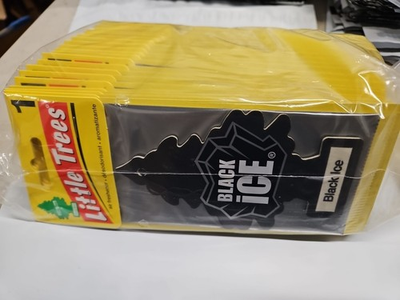 1
Little Trees
BLACK
iCE®
Black Ice